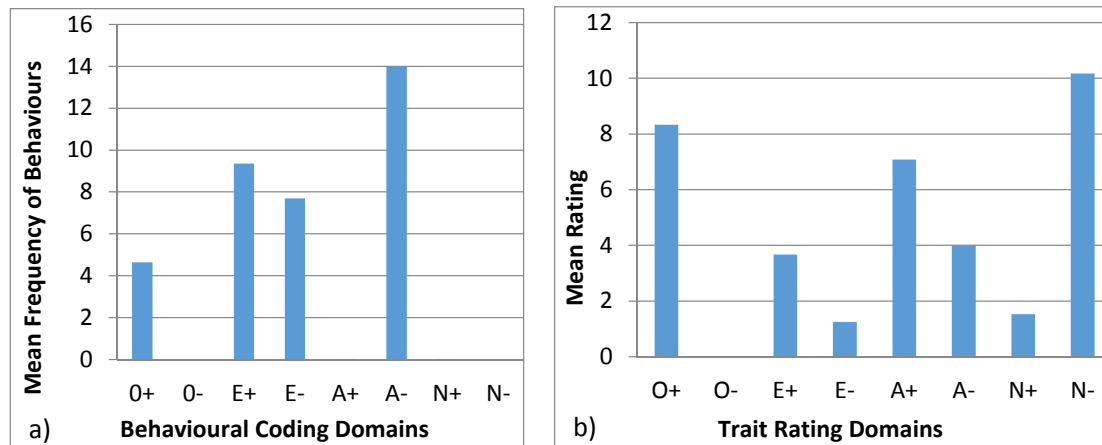 Mean Frequency of Behaviours
16
14
12
10
8
6
4
2
0
0+ 0- E+ E- A+ A- N+ N-
a) Behavioural Coding Domains
Mean Rating
12
10
8
6
4
2
0
O+ O- E+ E- A+ A- N+ N-
b) Trait Rating Domains